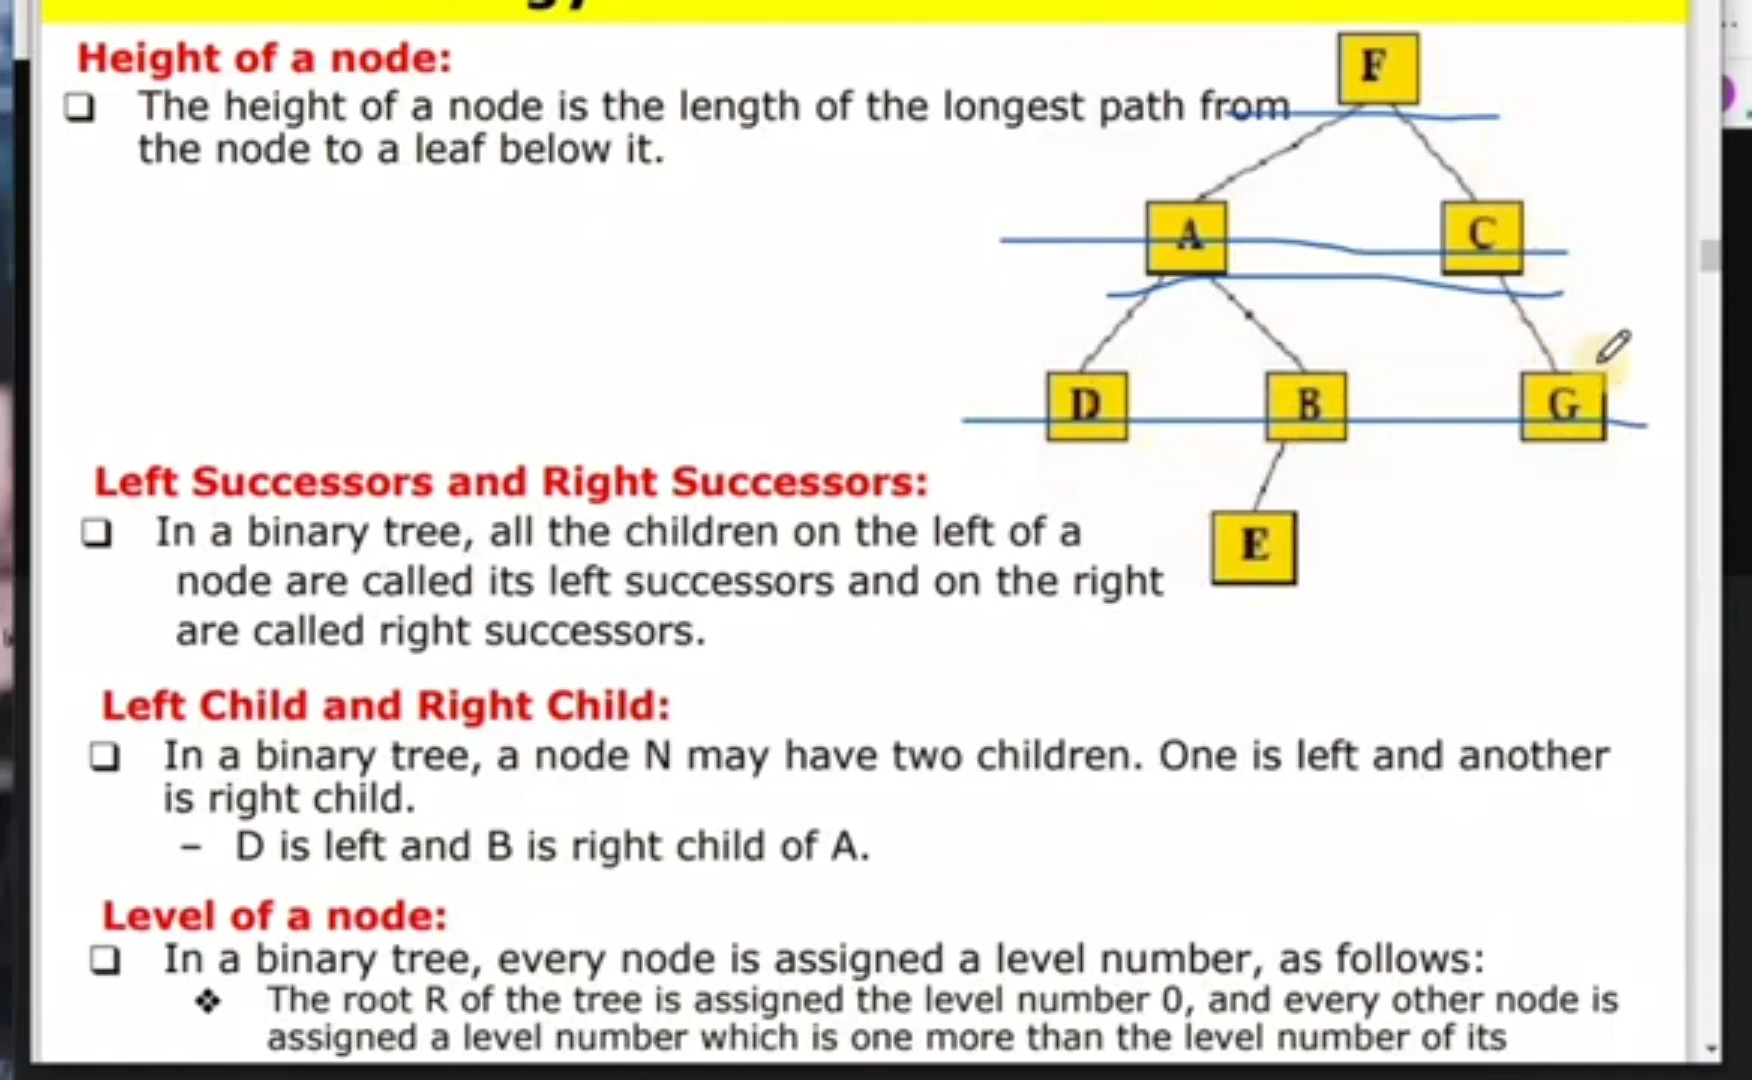 Height of a node:
❑ The height of a node is the length of the longest path from
the node to a leaf below it.
F
A C
D B G
E
Left Successors and Right Successors:
❑ In a binary tree, all the children on the left of a
node are called its left successors and on the right
are called right successors.
Left Child and Right Child:
❑ In a binary tree, a node N may have two children. One is left and another
is right child.
– D is left and B is right child of A.
Level of a node:
❑ In a binary tree, every node is assigned a level number, as follows:
❖ The root R of the tree is assigned the level number 0, and every other node is
assigned a level number which is one more than the level number of its